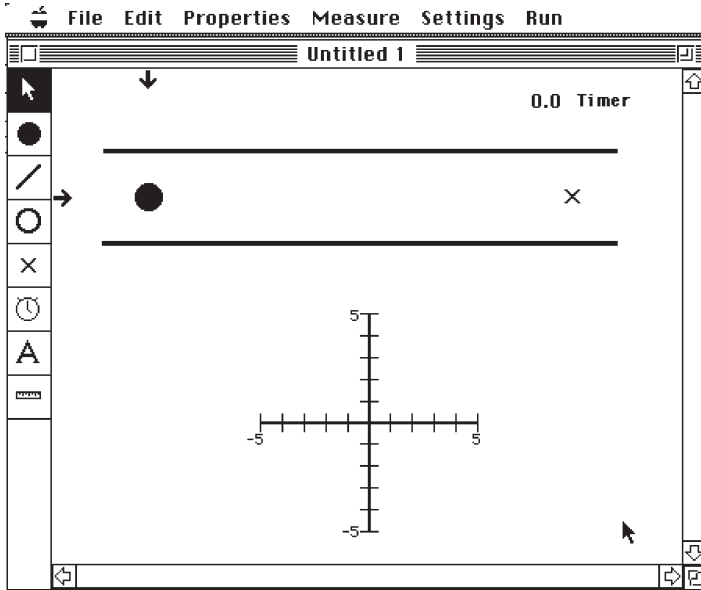 File Edit Properties Measure Settings Run
Untitled 1
0.0 Timer
A
5
-5 5
-5